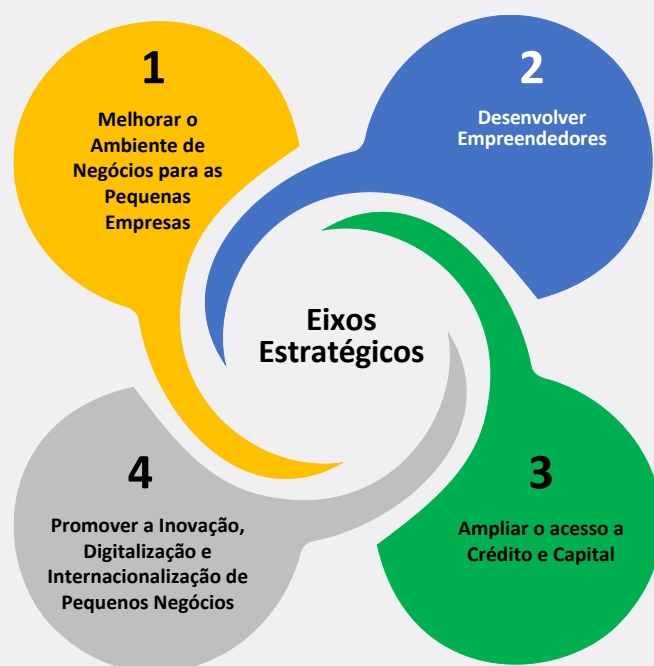 1
Melhorar o
Ambiente de
Negócios para as
Pequenas
Empresas
2
Desenvolver
Empreendedores
Eixos
Estratégicos
4
Promover a Inovação,
Digitalização e
Internacionalização de
Pequenos Negócios
3
Ampliar o acesso a
Crédito e Capital